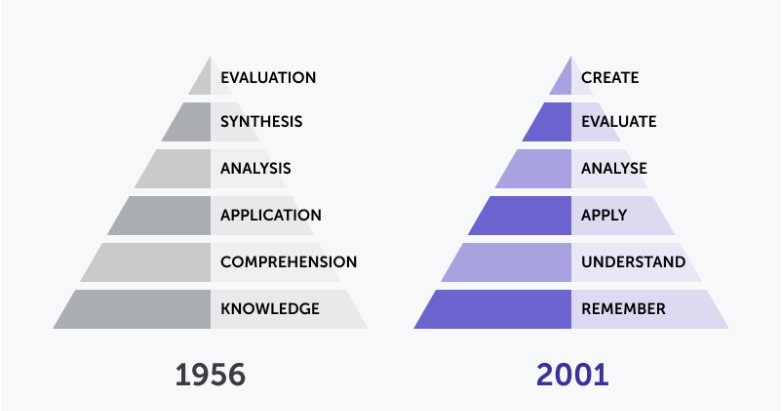 EVALUATION
SYNTHESIS
ANALYSIS
APPLICATION
COMPREHENSION
KNOWLEDGE
1956
CREATE
EVALUATE
ANALYSE
APPLY
UNDERSTAND
REMEMBER
2001